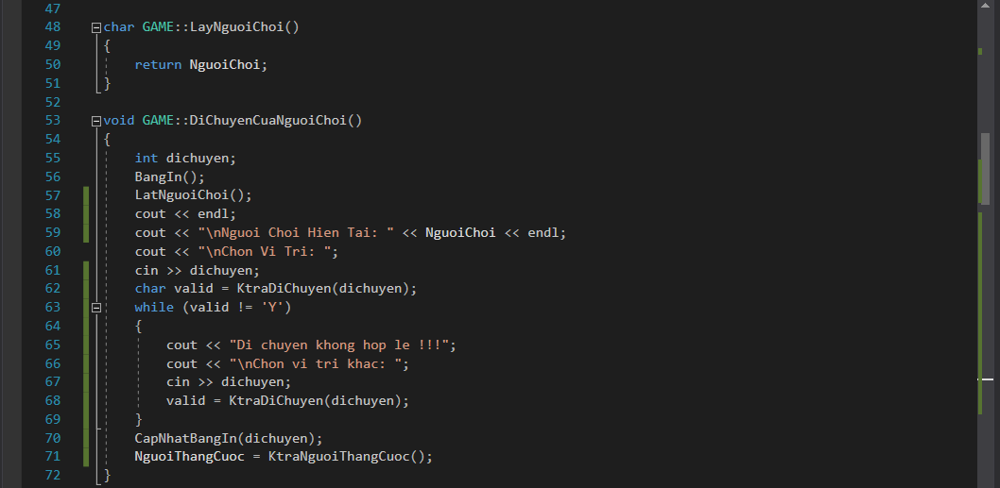 47
48 char GAME::LayNguoiChoi()
49 {
50 return NguoiChoi;
51 }
52
53 void GAME::DiChuyenCuaNguoiChoi()
54 {
55 int dichuyen;
56 BangIn();
57 LatNguoiChoi();
58 cout << endl;
59 cout << "\nNguoi Choi Hien Tai: " << NguoiChoi << endl;
60 cout << "\nChon Vi Tri: ";
61 cin >> dichuyen;
62 char valid = KtraDiChuyen(dichuyen);
63 while (valid != 'Y')
64 {
65 cout << "Di chuyen khong hop le !!!";
66 cout << "\nChon vi tri khac: ";
67 cin >> dichuyen;
68 valid = KtraDiChuyen(dichuyen);
69 }
70 CapNhatBangIn(dichuyen);
71 NguoiThangCuoc = KtraNguoiThangCuoc();
72 }